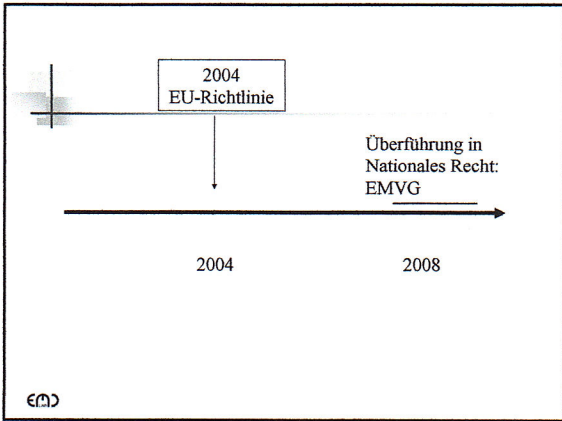 2004
EU-Richtlinie
Überführung in
Nationales Recht:
EMVG
2004
2008